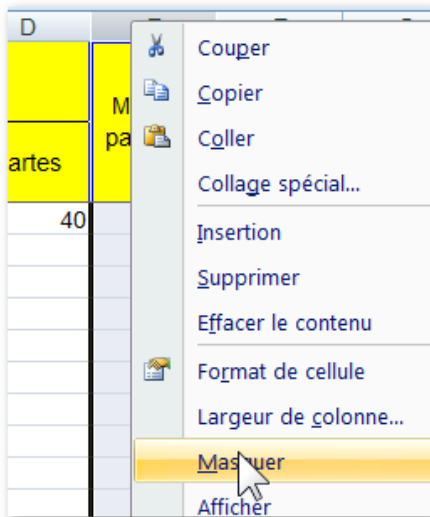 D
M
pa
artes
40
Couper
Copier
Coller
Collage spécial...
Insertion
Supprimer
Effacer le contenu
Format de cellule
Largeur de colonne...
Masquer
Afficher